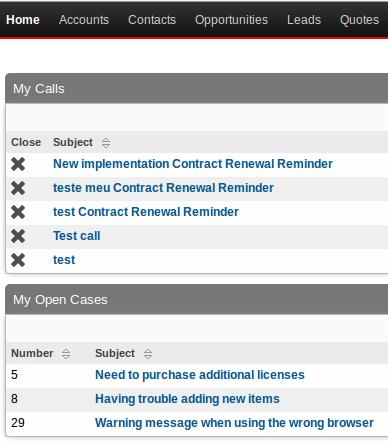 Home Accounts Contacts Opportunities Leads Quotes
My Calls
Close Subject
New implementation Contract Renewal Reminder
teste meu Contract Renewal Reminder
test Contract Renewal Reminder
Test call
test
My Open Cases
Number Subject
5 Need to purchase additional licenses
8 Having trouble adding new items
29 Warning message when using the wrong browser